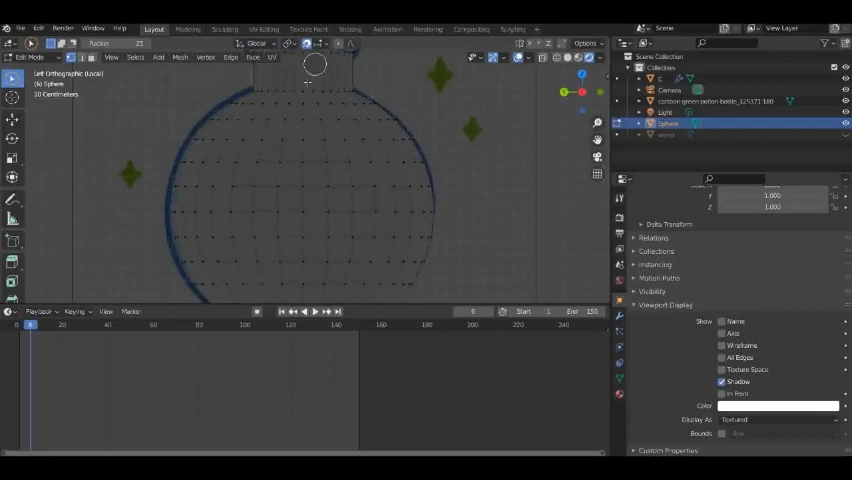 File Edit Render Window Help Layout Modeling Sculpting UV Editing Texture Paint Shading Animation Rendering Compositing Scripting Scene View Layer
Radius 25 Global X Y Z Options
Edit Mode View Select Add Mesh Vertex Edge Face UV
Left Orthographic (Local)
(6) Sphere
10 Centimeters
Scene Collection
Collection
C
Camera
cartoon-green-potion-bottle_125371-180
Light
Sphere
Y 1.000
Z 1.000
Delta Transform
Relations
Collections
Instancing
Motion Paths
Visibility
Viewport Display
Show Name
Axis
Wireframe
All Edges
Texture Space
Shadow
In Front
Color
Display As Textured
Bounds Box
Custom Properties
Playback Keying View Marker 6 Start 1 End 150
0 6 20 40 60 80 100 120 140 160 180 200 220 240